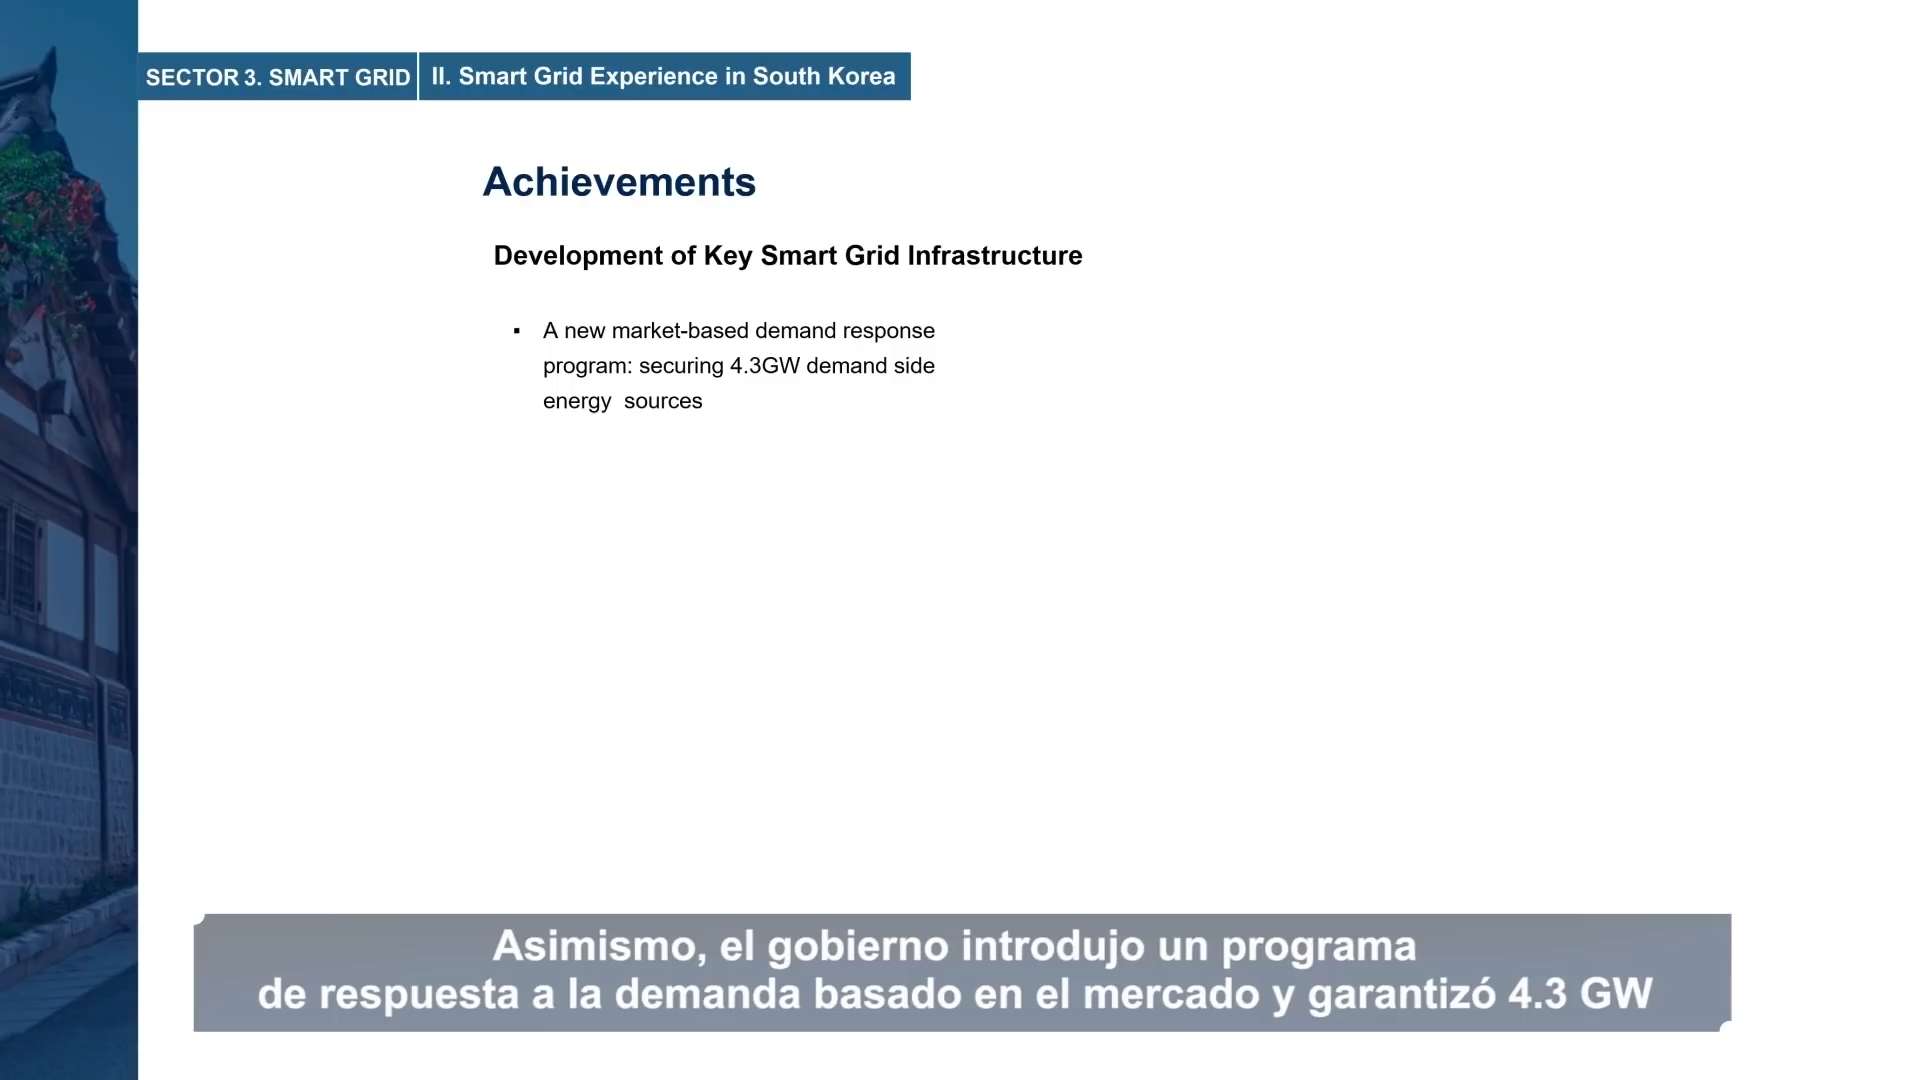 SECTOR 3. SMART GRID
II. Smart Grid Experience in South Korea
Achievements
Development of Key Smart Grid Infrastructure
▪ A new market-based demand response
program: securing 4.3GW demand side
energy  sources
Asimismo, el gobierno introdujo un programa
de respuesta a la demanda basado en el mercado y garantizó 4.3 GW